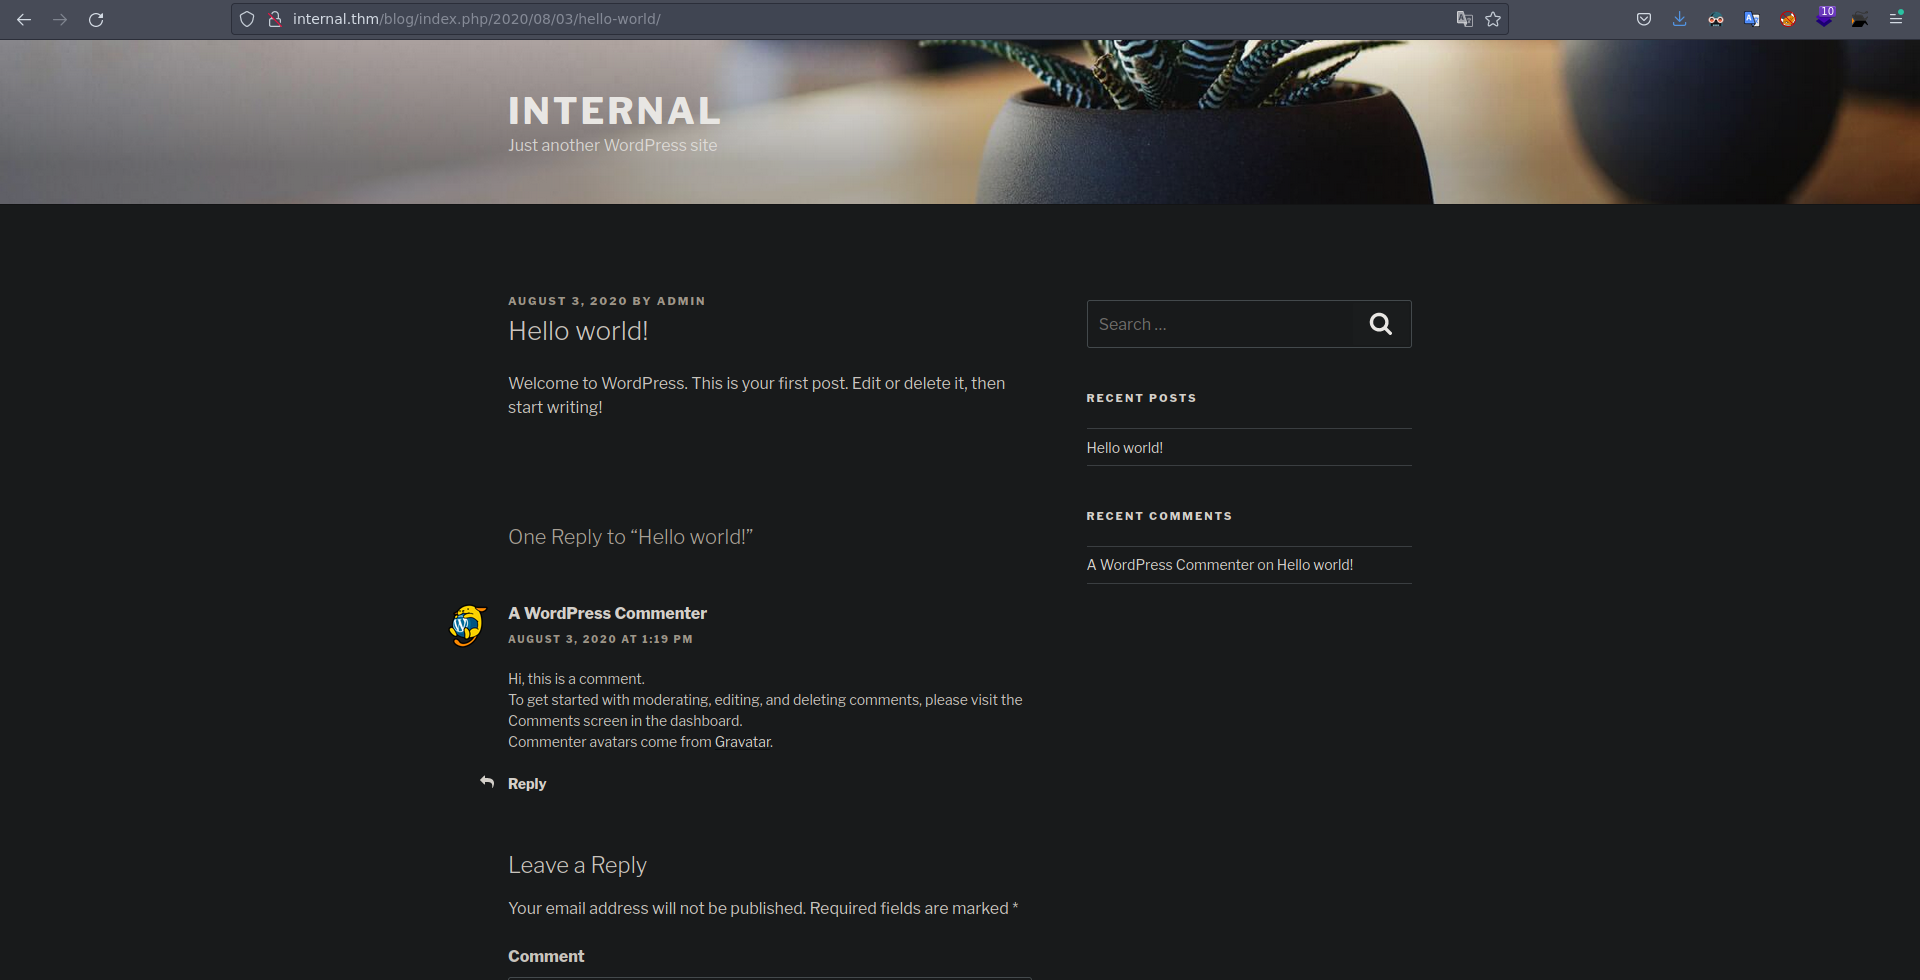 internal.thm/blog/index.php/2020/08/03/hello-world/
10
INTERNAL
Just another WordPress site
AUGUST 3, 2020 BY ADMIN
Hello world!
Welcome to WordPress. This is your first post. Edit or delete it, then
start writing!
One Reply to “Hello world!”
A WordPress Commenter
AUGUST 3, 2020 AT 1:19 PM
Hi, this is a comment.
To get started with moderating, editing, and deleting comments, please visit the
Comments screen in the dashboard.
Commenter avatars come from Gravatar.
Reply
Leave a Reply
Your email address will not be published. Required fields are marked *
Comment
Search …
RECENT POSTS
Hello world!
RECENT COMMENTS
A WordPress Commenter on Hello world!